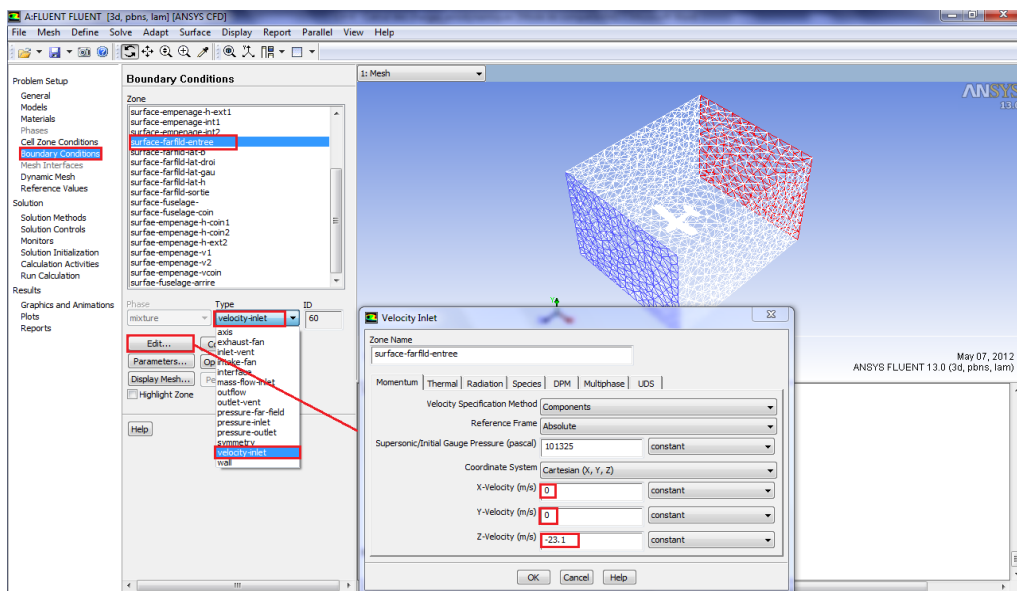 A:FLUENT FLUENT [3d, pbns, lam] [ANSYS CFD]
File Mesh Define Solve Adapt Surface Display Report Parallel View Help
Problem Setup
General
Models
Materials
Phases
Cell Zone Conditions
Boundary Conditions
Mesh Interfaces
Dynamic Mesh
Reference Values
Solution
Solution Methods
Solution Controls
Monitors
Solution Initialization
Calculation Activities
Run Calculation
Results
Graphics and Animations
Plots
Reports
Boundary Conditions
Zone
surface-empenage-h-ext1
surface-empenage-int1
surface-empenage-int2
surface-farfild-entree
surface-farfild-lat-b
surface-farfild-lat-droi
surface-farfild-lat-gau
surface-farfild-lat-h
surface-farfild-sortie
surface-fuselage-
surface-fuselage-coin
surfae-empenage-h-coin1
surfae-empenage-h-coin2
surfae-empenage-h-ext2
surfae-empenage-v1
surfae-empenage-v2
surfae-empenage-vcoin
surfae-fuselage-arrire
Phase Type ID
mixture velocity-inlet 60
Edit...
Parameters...
Display Mesh...
Highlight Zone
Help
axis
exhaust-fan
inlet-vent
intake-fan
interface
mass-flow-inlet
outflow
outlet-vent
pressure-far-field
pressure-inlet
pressure-outlet
symmetry
velocity-inlet
wall
1: Mesh
ANSYS
13.0
Y
May 07, 2012
ANSYS FLUENT 13.0 (3d, pbns, lam)
Velocity Inlet
Zone Name
surface-farfild-entree
Momentum Thermal Radiation Species DPM Multiphase UDS
Velocity Specification Method Components
Reference Frame Absolute
Supersonic/Initial Gauge Pressure (pascal) 101325 constant
Coordinate System Cartesian (X, Y, Z)
X-Velocity (m/s) 0 constant
Y-Velocity (m/s) 0 constant
Z-Velocity (m/s) -23.1 constant
OK Cancel Help